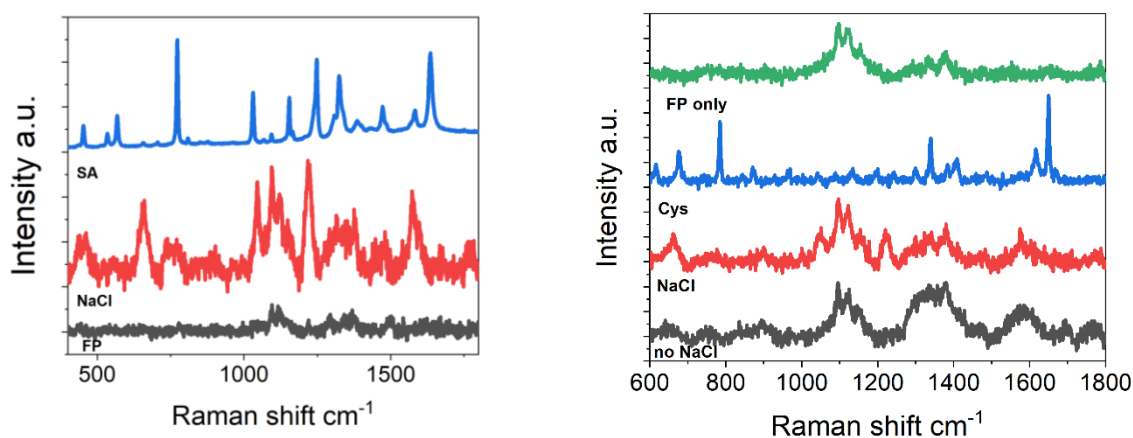 Intensity a.u.
SA
NaCl
FP
500
1000
1500
Raman shift cm-1
Intensity a.u.
FP only
Cys
NaCl
no NaCl
600
800
1000
1200
1400
1600
1800
Raman shift cm-1